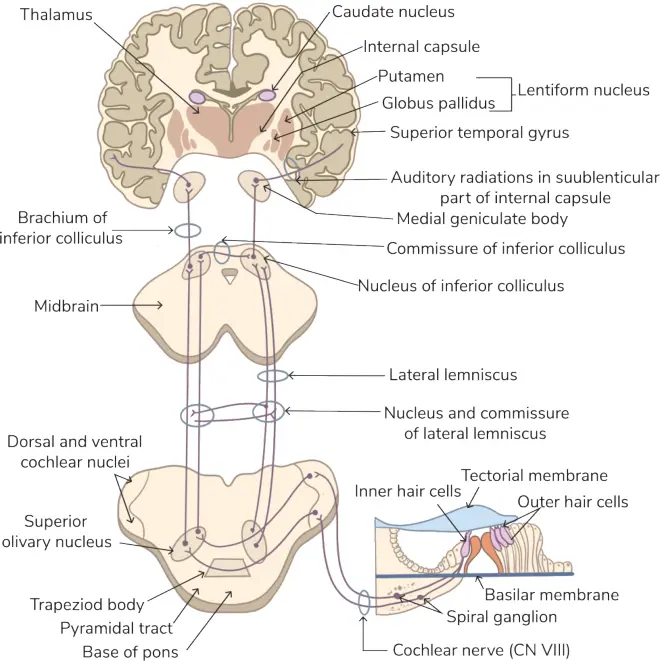 Thalamus
Caudate nucleus
Internal capsule
Putamen
Lentiform nucleus
Globus pallidus
Superior temporal gyrus
Auditory radiations in suublenticular
part of internal capsule
Medial geniculate body
Brachium of
inferior colliculus
Commissure of inferior colliculus
Nucleus of inferior colliculus
Midbrain
Lateral lemniscus
Nucleus and commissure
of lateral lemniscus
Dorsal and ventral
cochlear nuclei
Tectorial membrane
Inner hair cells
Outer hair cells
Superior
olivary nucleus
Basilar membrane
Trapeziod body
Spiral ganglion
Pyramidal tract
Base of pons
Cochlear nerve (CN VIII)